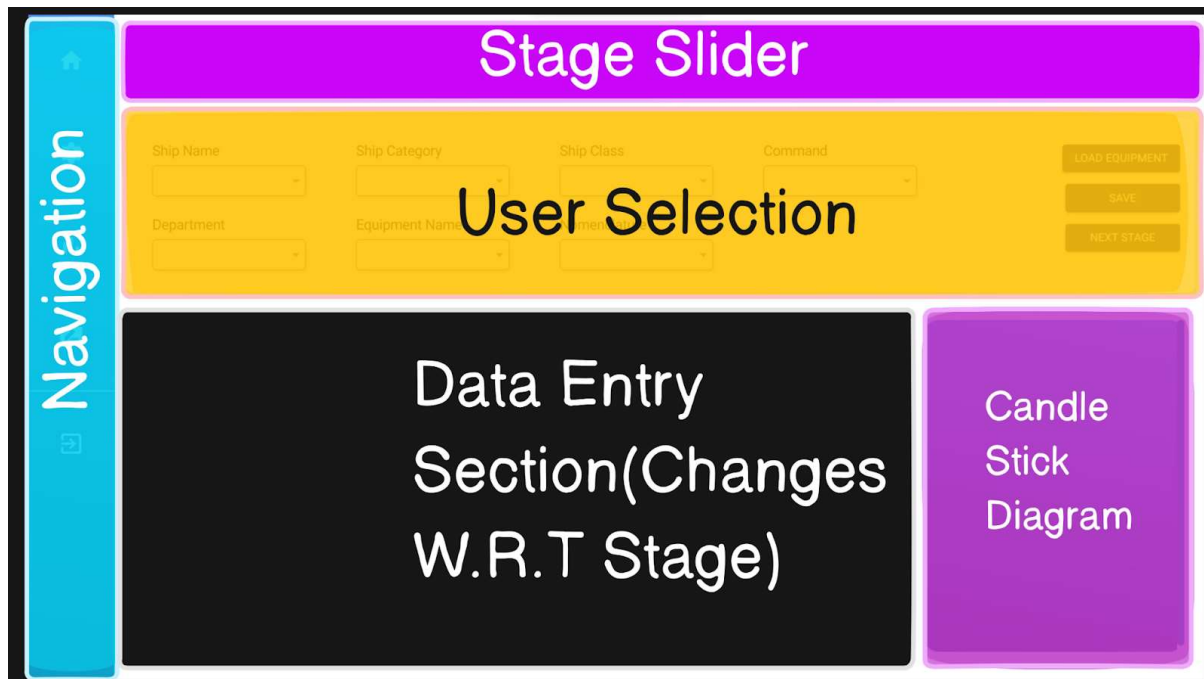 Stage Slider
Navigation
Ship Name Ship Category Ship Class Command
LOAD EQUIPMENT
User Selection
SAVE
Department Equipment Name
NEXT STAGE
Data Entry
Section(Changes
W.R.T Stage)
Candle
Stick
Diagram